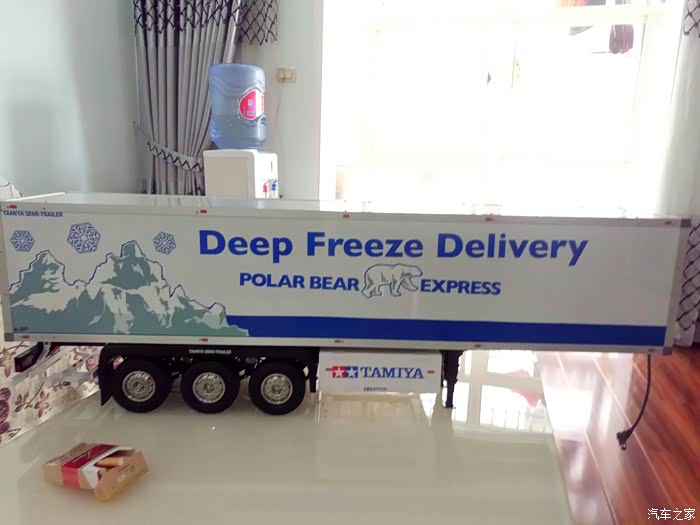 TAMIYA SEMI-TRAILER
Deep Freeze Delivery
POLAR BEAR EXPRESS
TAMIYA SEMI-TRAILER
TAMIYA
汽车之家